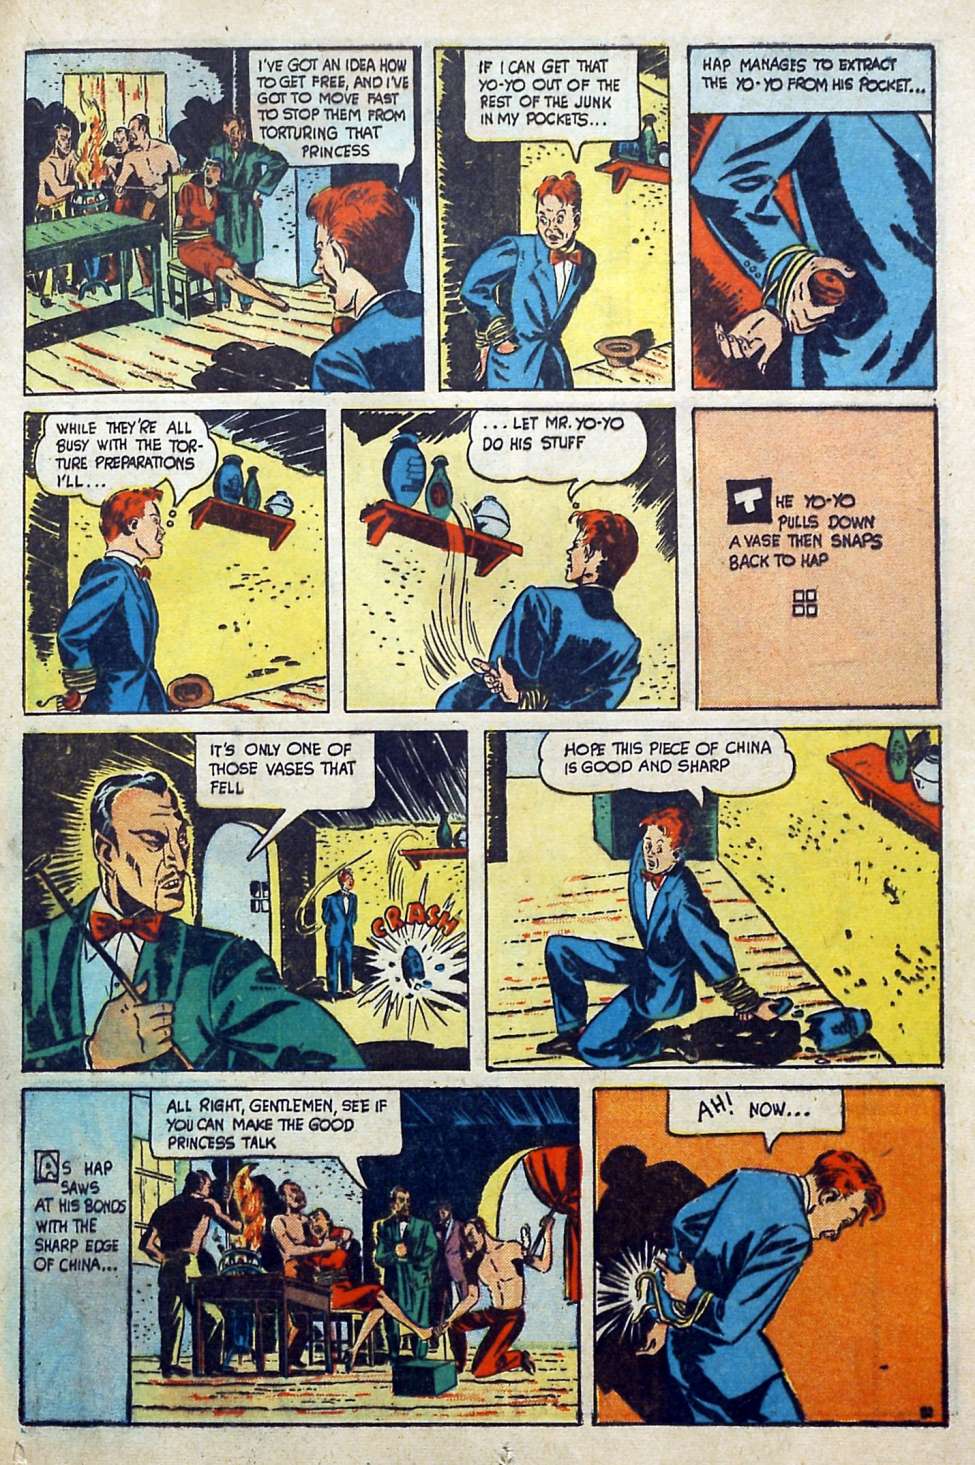 I'VE GOT AN IDEA HOW
TO GET FREE, AND I'VE
GOT TO MOVE FAST
TO STOP THEM FROM
TORTURING THAT
PRINCESS
IF I CAN GET THAT
YO-YO OUT OF THE
REST OF THE JUNK
IN MY POCKETS...
HAP MANAGES TO EXTRACT
THE YO-YO FROM HIS POCKET...
WHILE THEY'RE ALL
BUSY WITH THE TOR-
TURE PREPARATIONS
I'LL...
...LET MR. YO-YO
DO HIS STUFF
THE YO-YO
PULLS DOWN
A VASE THEN SNAPS
BACK TO HAP
IT'S ONLY ONE OF
THOSE VASES THAT
FELL
CRASH
HOPE THIS PIECE OF CHINA
IS GOOD AND SHARP
AS HAP
SAWS
AT HIS BONDS
WITH THE
SHARP EDGE
OF CHINA...
ALL RIGHT, GENTLEMEN, SEE IF
YOU CAN MAKE THE GOOD
PRINCESS TALK
AH! NOW...